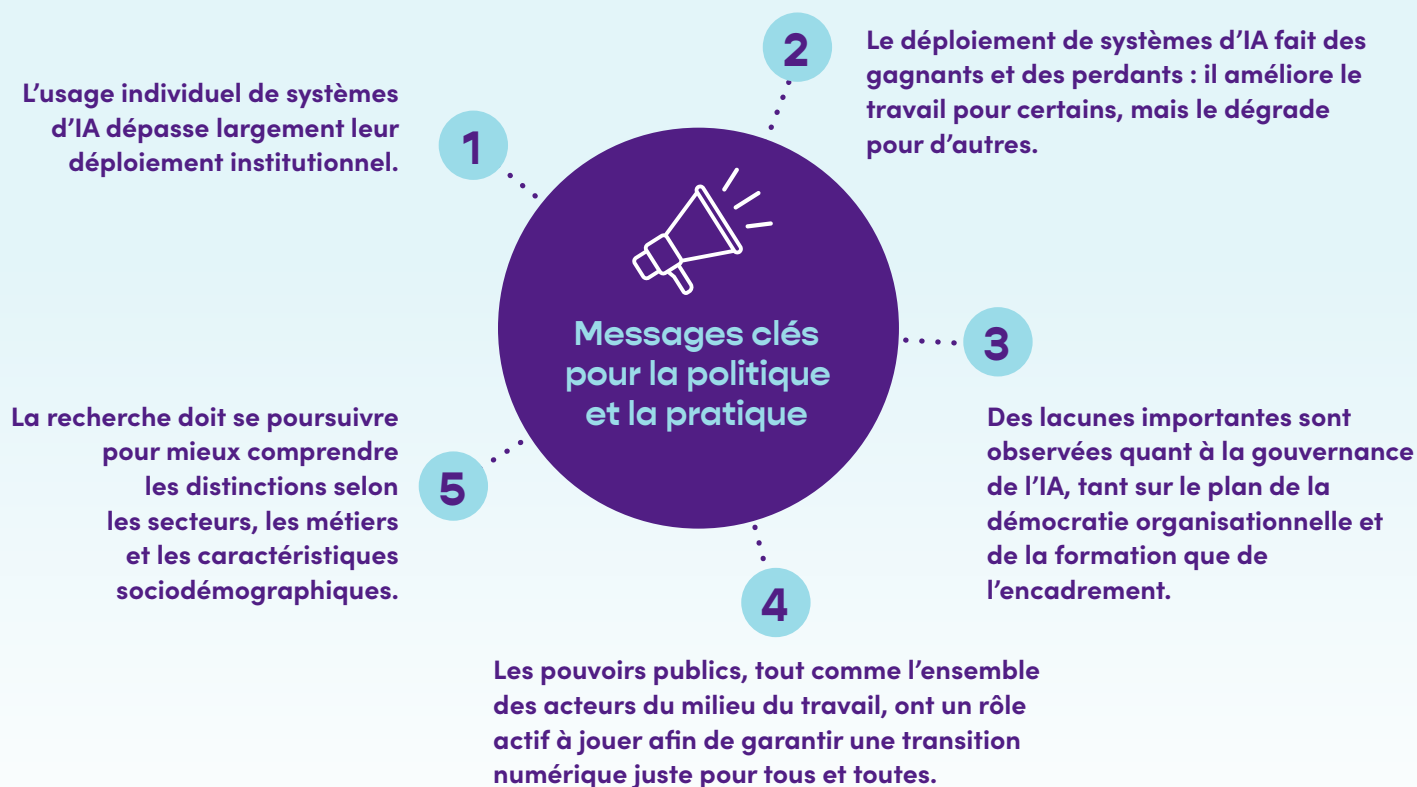 Messages clés
pour la politique
et la pratique
1
L’usage individuel de systèmes
d’IA dépasse largement leur
déploiement institutionnel.
2
Le déploiement de systèmes d’IA fait des
gagnants et des perdants : il améliore le
travail pour certains, mais le dégrade
pour d’autres.
3
Des lacunes importantes sont
observées quant à la gouvernance
de l’IA, tant sur le plan de la
démocratie organisationnelle et
de la formation que de
l’encadrement.
4
Les pouvoirs publics, tout comme l’ensemble
des acteurs du milieu du travail, ont un rôle
actif à jouer afin de garantir une transition
numérique juste pour tous et toutes.
5
La recherche doit se poursuivre
pour mieux comprendre
les distinctions selon
les secteurs, les métiers
et les caractéristiques
sociodémographiques.